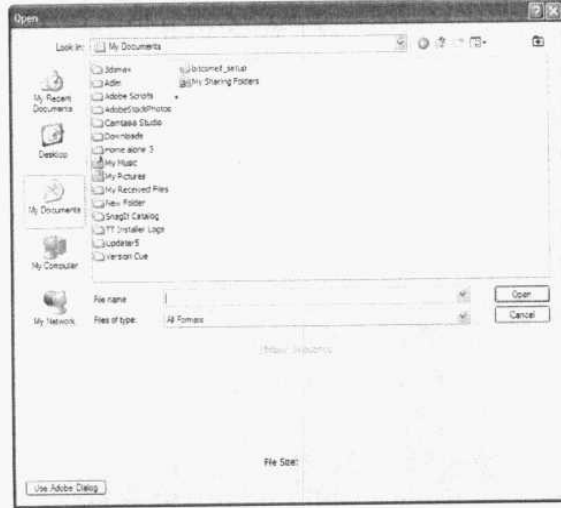 Open
Look in:
My Documents
My Recent
Documents
Desktop
My Documents
My Computer
My Network
3dsmax
Adlm
Adobe Scripts
AdobeStockPhotos
Camtasia Studio
Downloads
home alone 3
My Music
My Pictures
My Received Files
New Folder
SnagIt Catalog
TT Installer Logs
Updater5
Version Cue
My Sharing Folders
File name
Open
Files of type:
All Formats
Cancel
Image Sequence
File Size:
Use Adobe Dialog